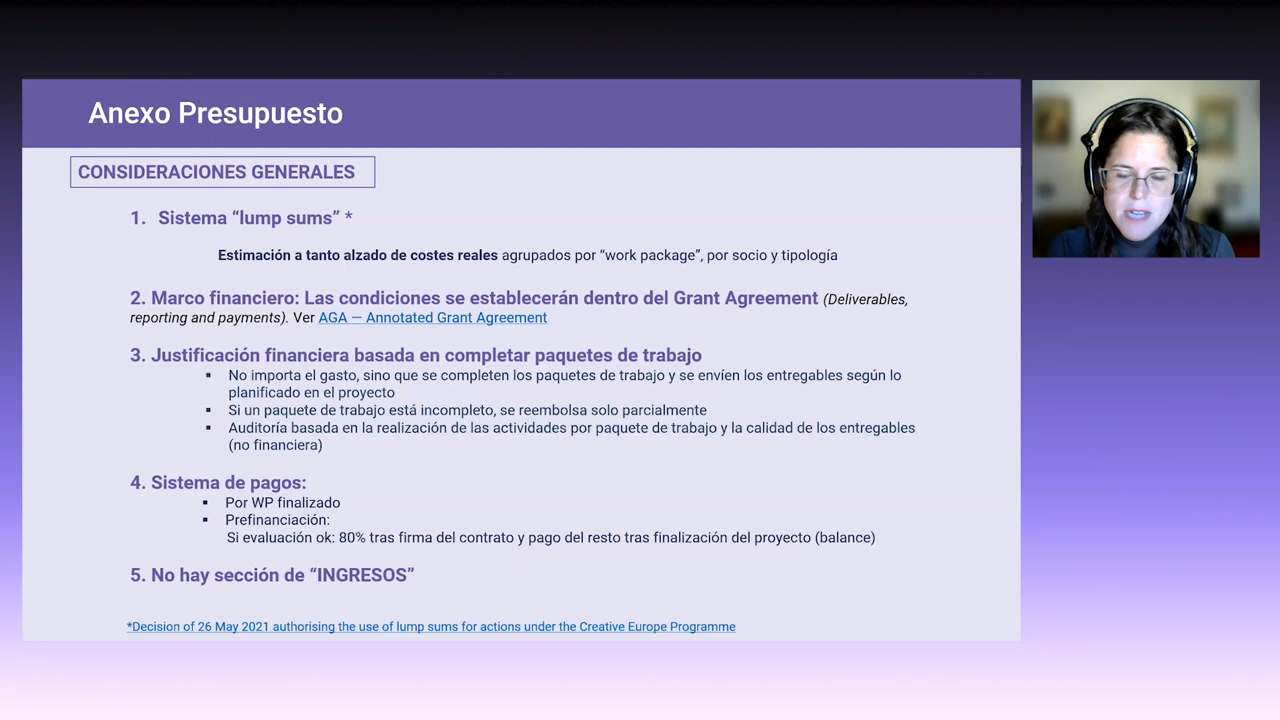 Anexo Presupuesto
CONSIDERACIONES GENERALES
1. Sistema “lump sums” *
Estimación a tanto alzado de costes reales agrupados por “work package”, por socio y tipología
2. Marco financiero: Las condiciones se establecerán dentro del Grant Agreement (Deliverables,
reporting and payments). Ver AGA — Annotated Grant Agreement
3. Justificación financiera basada en completar paquetes de trabajo
▪ No importa el gasto, sino que se completen los paquetes de trabajo y se envíen los entregables según lo
planificado en el proyecto
▪ Si un paquete de trabajo está incompleto, se reembolsa solo parcialmente
▪ Auditoría basada en la realización de las actividades por paquete de trabajo y la calidad de los entregables
(no financiera)
4. Sistema de pagos:
▪ Por WP finalizado
▪ Prefinanciación:
Si evaluación ok: 80% tras firma del contrato y pago del resto tras finalización del proyecto (balance)
5. No hay sección de “INGRESOS”
*Decision of 26 May 2021 authorising the use of lump sums for actions under the Creative Europe Programme